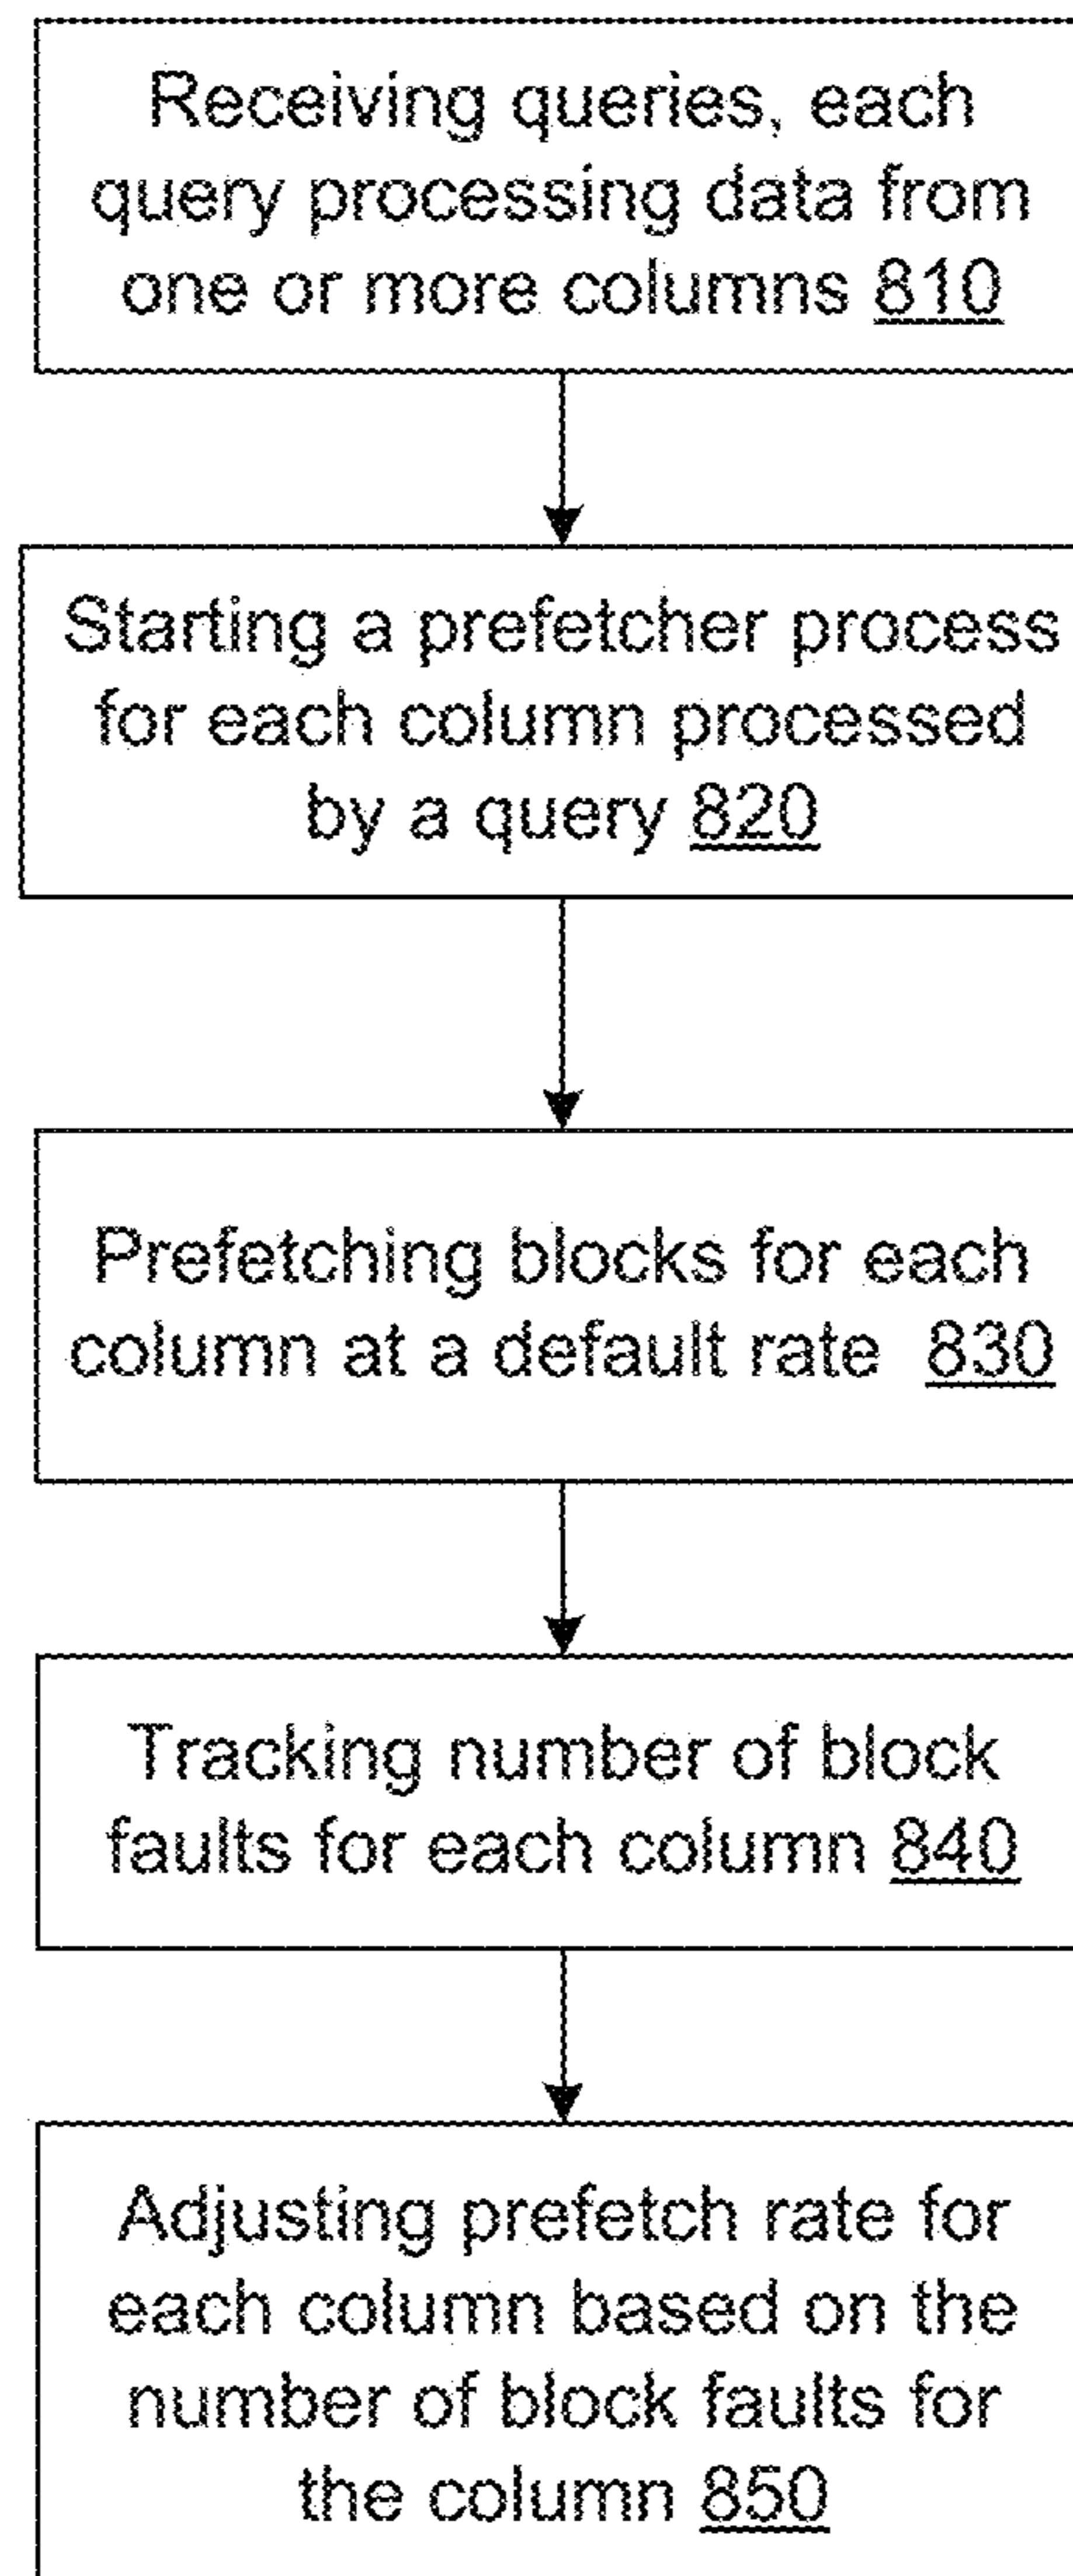 Receiving queries, each
query processing data from
one or more columns 810
Starting a prefetcher process
for each column processed
by a query 820
Prefetching blocks for each
column at a default rate 830
Tracking number of block
faults for each column 840
Adjusting prefetch rate for
each column based on the
number of block faults for
the column 850